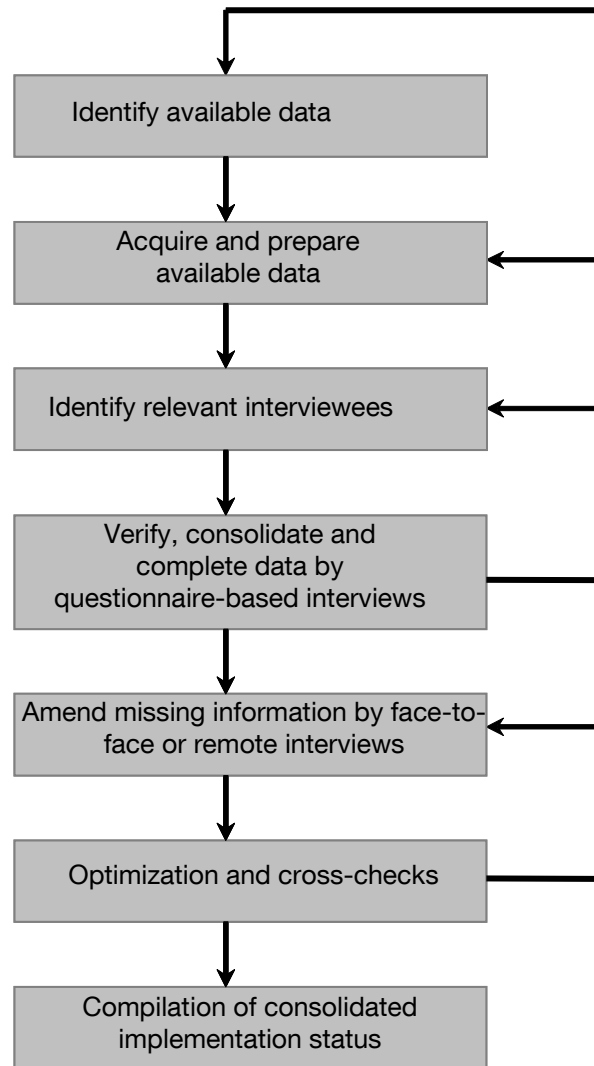 Identify available data
Acquire and prepare
available data
Identify relevant interviewees
Verify, consolidate and
complete data by
questionnaire-based interviews
Amend missing information by face-to-
face or remote interviews
Optimization and cross-checks
Compilation of consolidated
implementation status